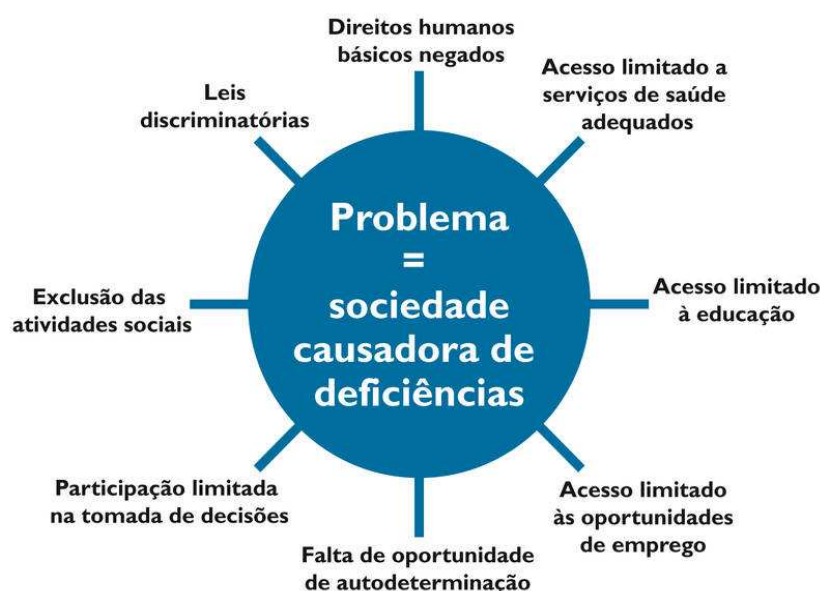 Direitos humanos
básicos negados
Acesso limitado a
serviços de saúde
adequados
Leis
discriminatórias
Problema
=
sociedade
causadora de
deficiências
Exclusão das
atividades sociais
Acesso limitado
à educação
Participação limitada
na tomada de decisões
Acesso limitado
às oportunidades
de emprego
Falta de oportunidade
de autodeterminação